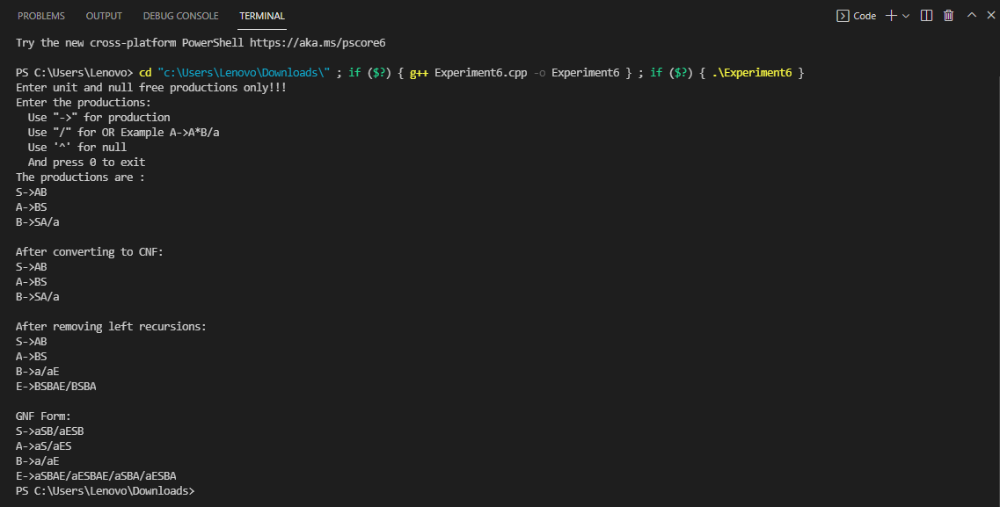 PROBLEMS OUTPUT DEBUG CONSOLE TERMINAL Code
Try the new cross-platform PowerShell https://aka.ms/pscore6
PS C:\Users\Lenovo> cd "c:\Users\Lenovo\Downloads\" ; if ($?) { g++ Experiment6.cpp -o Experiment6 } ; if ($?) { .\Experiment6 }
Enter unit and null free productions only!!!
Enter the productions:
  Use "->" for production
  Use "/" for OR Example A->A*B/a
  Use '^' for null
  And press 0 to exit
The productions are :
S->AB
A->BS
B->SA/a
After converting to CNF:
S->AB
A->BS
B->SA/a
After removing left recursions:
S->AB
A->BS
B->a/aE
E->BSBAE/BSBA
GNF Form:
S->aSB/aESB
A->aS/aES
B->a/aE
E->aSBAE/aESBAE/aSBA/aESBA
PS C:\Users\Lenovo\Downloads>